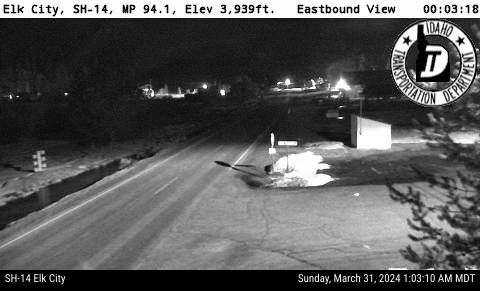 Elk City, SH-14, MP 94.1, Elev 3,939ft. Eastbound View 00:03:18
IDAHO
TRANSPORTATION DEPARTMENT
SH-14 Elk City Sunday, March 31, 2024 1:03:10 AM MDT